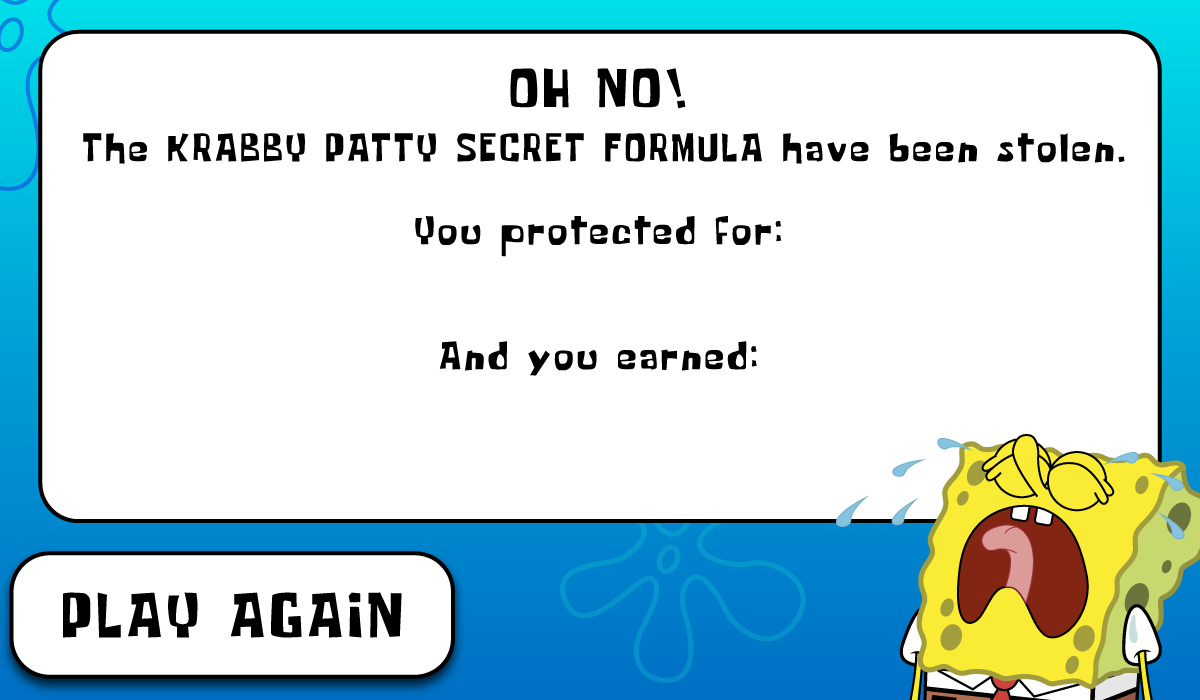 OH NO!
The KRABBY PATTY SECRET FORMULA have been stolen.
You protected for:
And you earned:
PLAY AGAiN